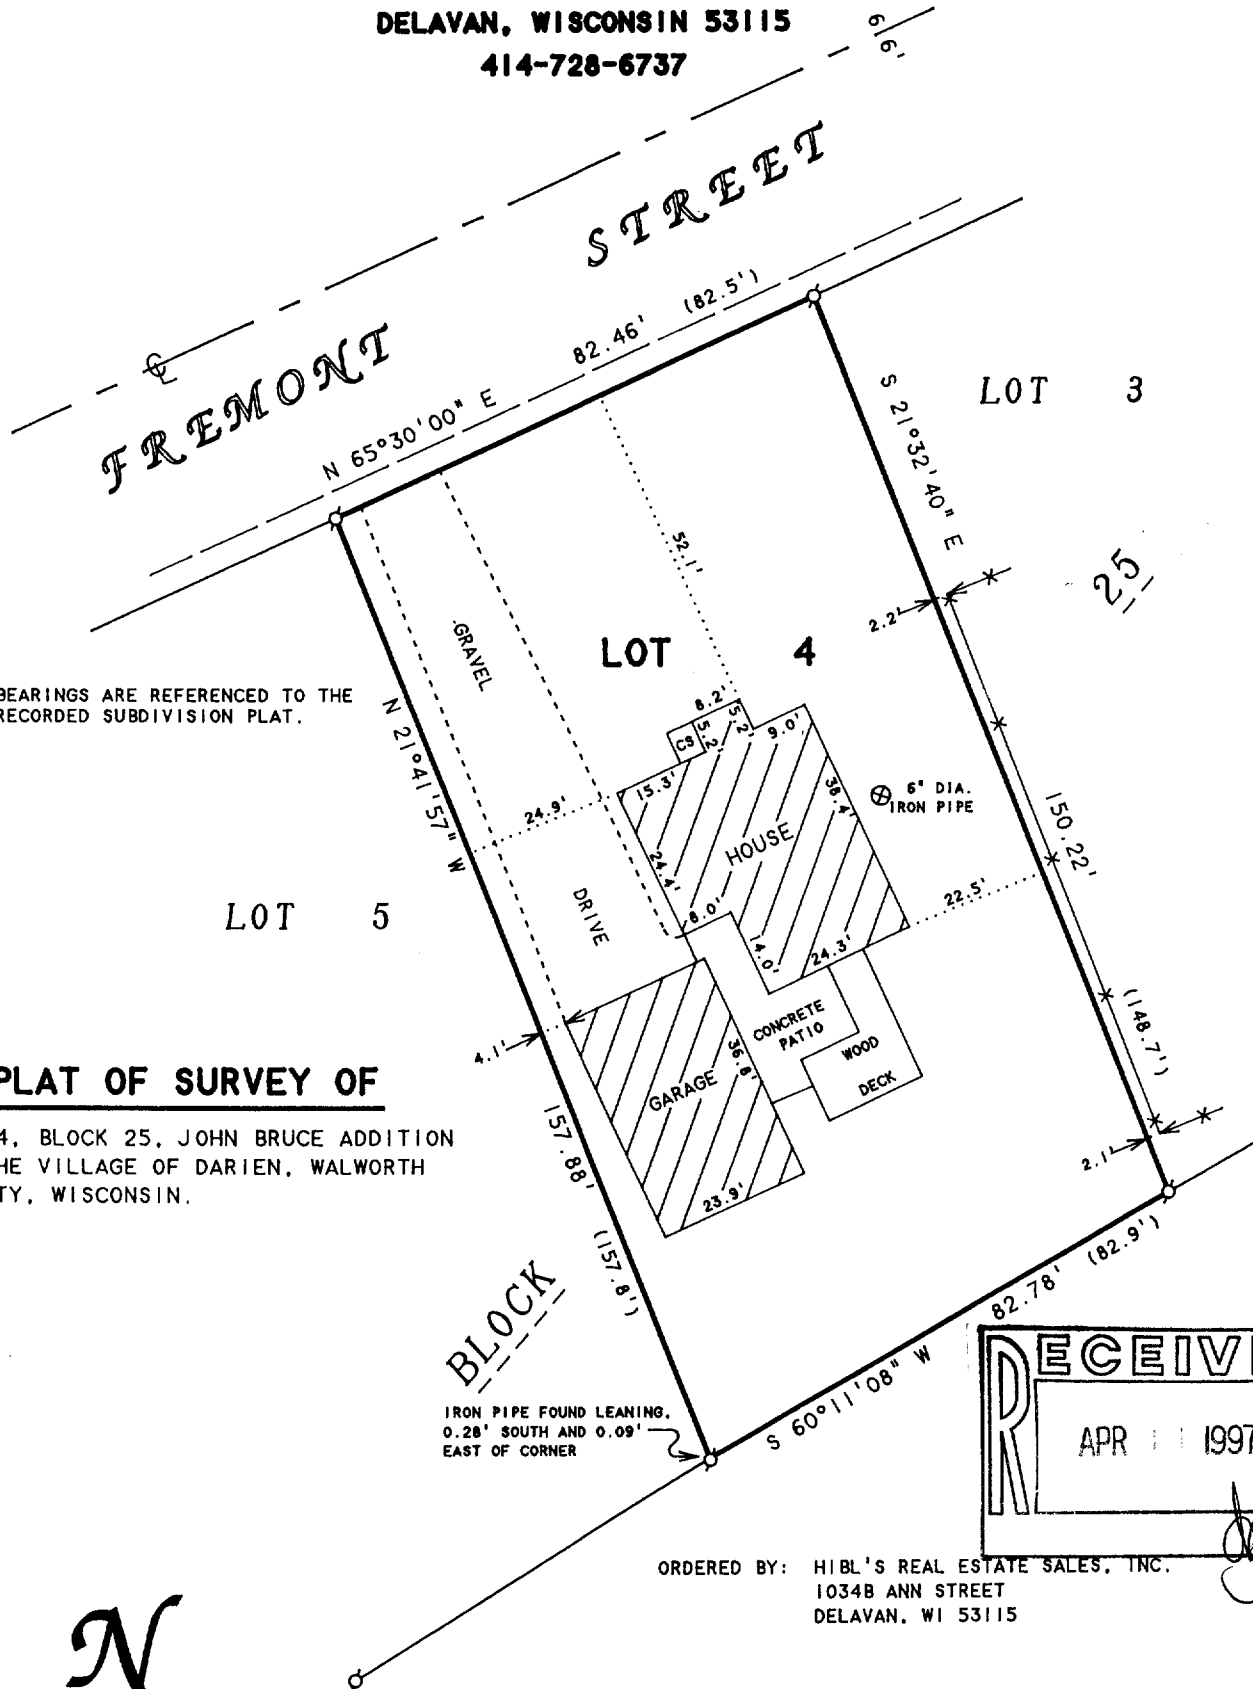 DELAVAN, WISCONSIN 53115
414-728-6737
66'
FREMONT STREET
CL
N 65°30'00" E
82.46' (82.5')
S 21°32'40" E
LOT 3
25
52.1'
2.2'
GRAVEL
LOT 4
BEARINGS ARE REFERENCED TO THE
RECORDED SUBDIVISION PLAT.
N 21°41'57" W
8.2'
5.2'
5.2'
CS
9.0'
15.3'
24.9'
38.4'
6" DIA.
IRON PIPE
HOUSE
150.22'
24.4'
DRIVE
8.0'
22.5'
LOT 5
14.0'
24.3'
CONCRETE
PATIO
(148.7')
4.1'
WOOD
DECK
36.8'
GARAGE
PLAT OF SURVEY OF
4, BLOCK 25, JOHN BRUCE ADDITION
HE VILLAGE OF DARIEN, WALWORTH
TY, WISCONSIN.
157.88'
(157.8')
23.9'
2.1'
BLOCK
82.78' (82.9')
S 60°11'08" W
IRON PIPE FOUND LEANING,
0.28' SOUTH AND 0.09'
EAST OF CORNER
RECEIV
APR 1997
ORDERED BY: HIBL'S REAL ESTATE SALES, INC.
1034B ANN STREET
DELAVAN, WI 53115
N